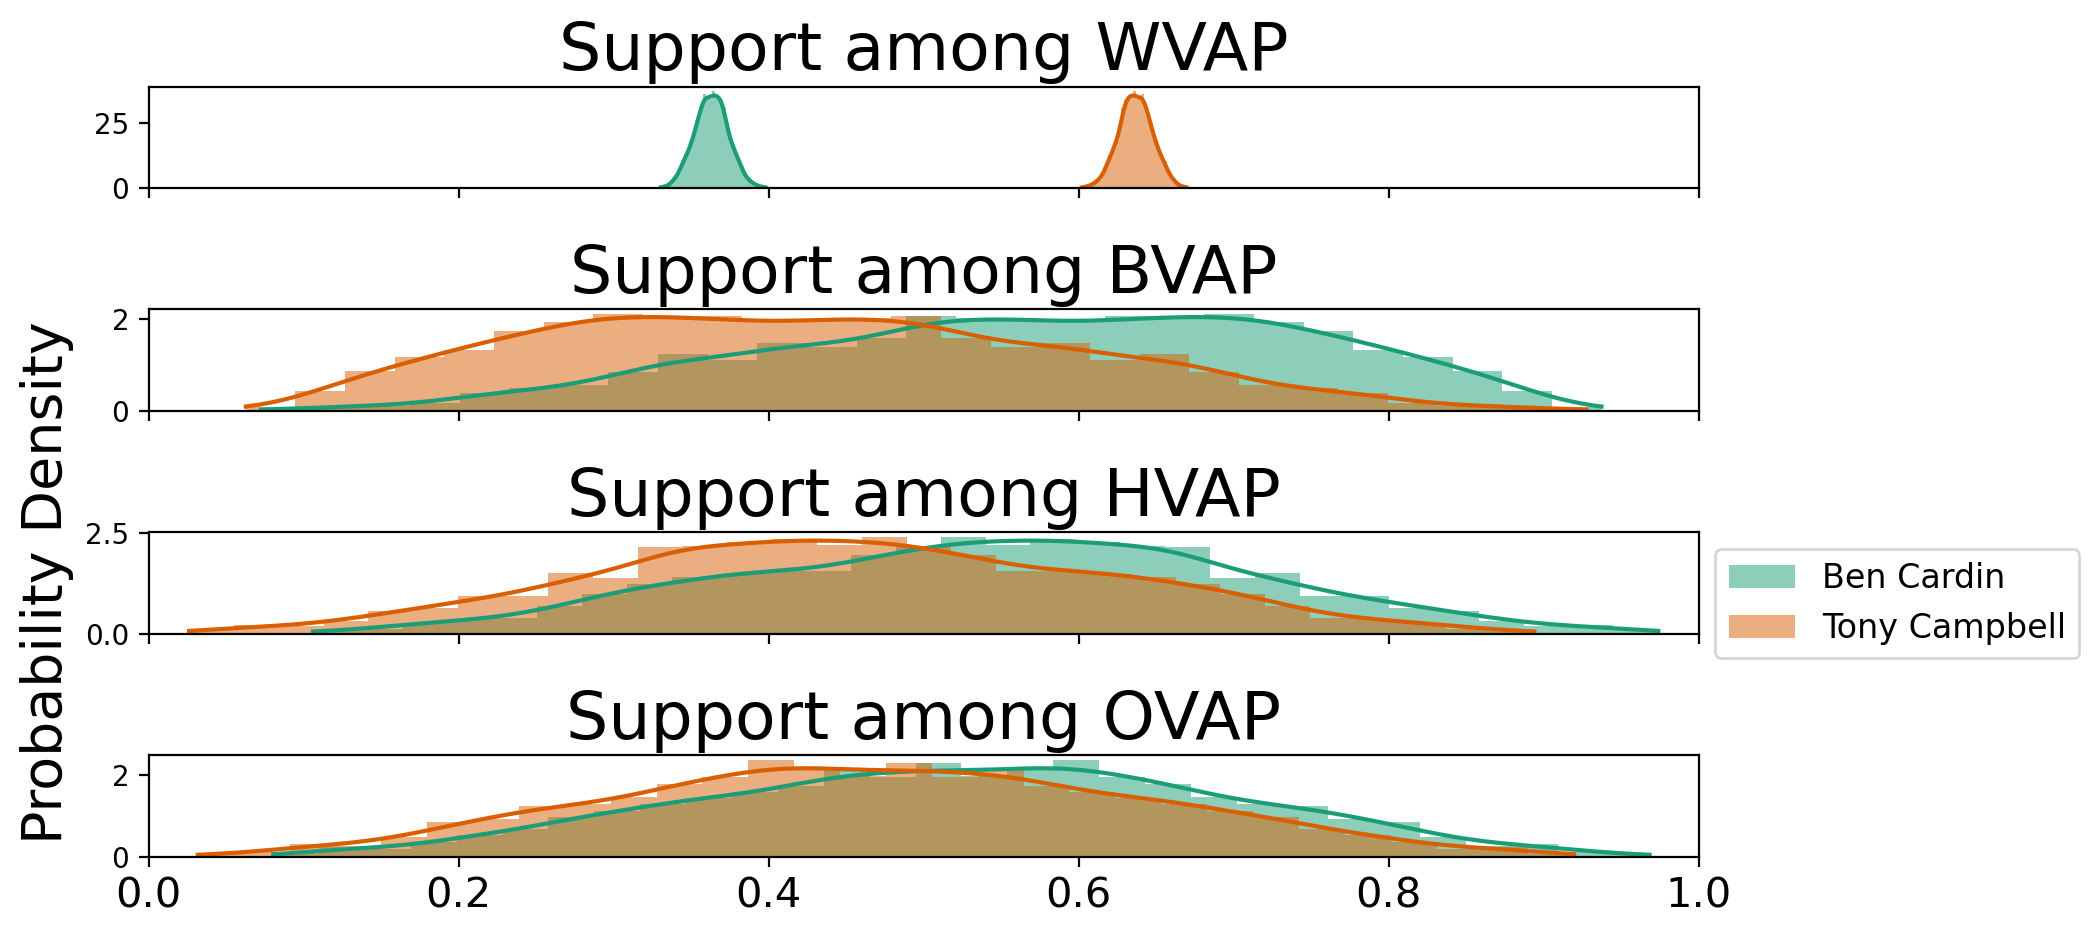 Support among WVAP
25
0
Support among BVAP
2
0
Support among HVAP
2.5
0.0
Support among OVAP
2
0
0.0 0.2 0.4 0.6 0.8 1.0
Probability Density
Ben Cardin
Tony Campbell